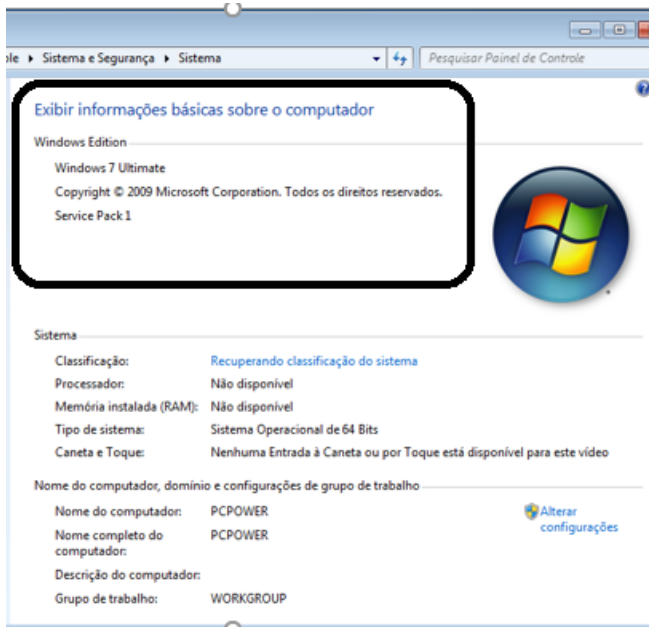 ole ▸ Sistema e Segurança ▸ Sistema
Pesquisar Painel de Controle
Exibir informações básicas sobre o computador
Windows Edition
Windows 7 Ultimate
Copyright © 2009 Microsoft Corporation. Todos os direitos reservados.
Service Pack 1
Sistema
Classificação: Recuperando classificação do sistema
Processador: Não disponível
Memória instalada (RAM): Não disponível
Tipo de sistema: Sistema Operacional de 64 Bits
Caneta e Toque: Nenhuma Entrada à Caneta ou por Toque está disponível para este vídeo
Nome do computador, domínio e configurações de grupo de trabalho
Nome do computador: PCPOWER
Alterar
configurações
Nome completo do
computador: PCPOWER
Descrição do computador:
Grupo de trabalho: WORKGROUP